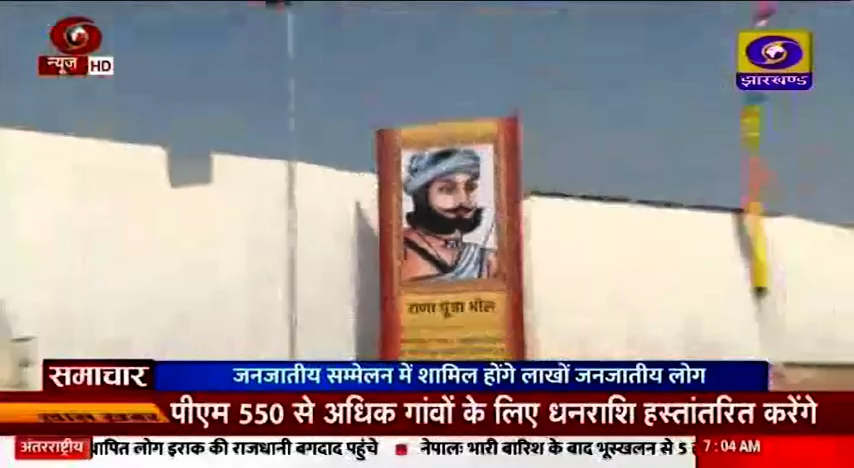 न्यूज़ HD
झारखण्ड
राणा पूंजा भील
समाचार
जनजातीय सम्मेलन में शामिल होंगे लाखों जनजातीय लोग
खास खबर
पीएम 550 से अधिक गांवों के लिए धनराशि हस्तांतरित करेंगे
अंतरराष्ट्रीय
लोग इराक की राजधानी बगदाद पहुंचे
नेपालः भारी बारिश के बाद भूस्खलन से 5
7:04 AM